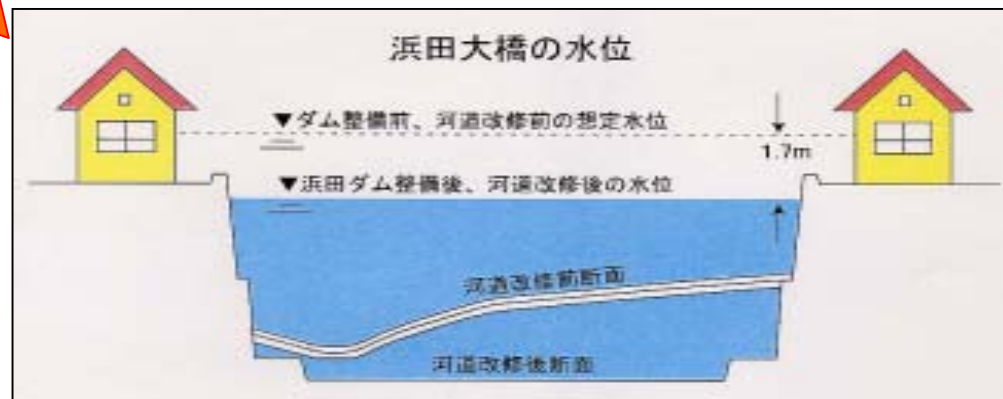 浜田大橋の水位
▼ダム整備前、河道改修前の想定水位
1.7m
▼浜田ダム整備後、河道改修後の水位
河道改修前断面
河道改修後断面